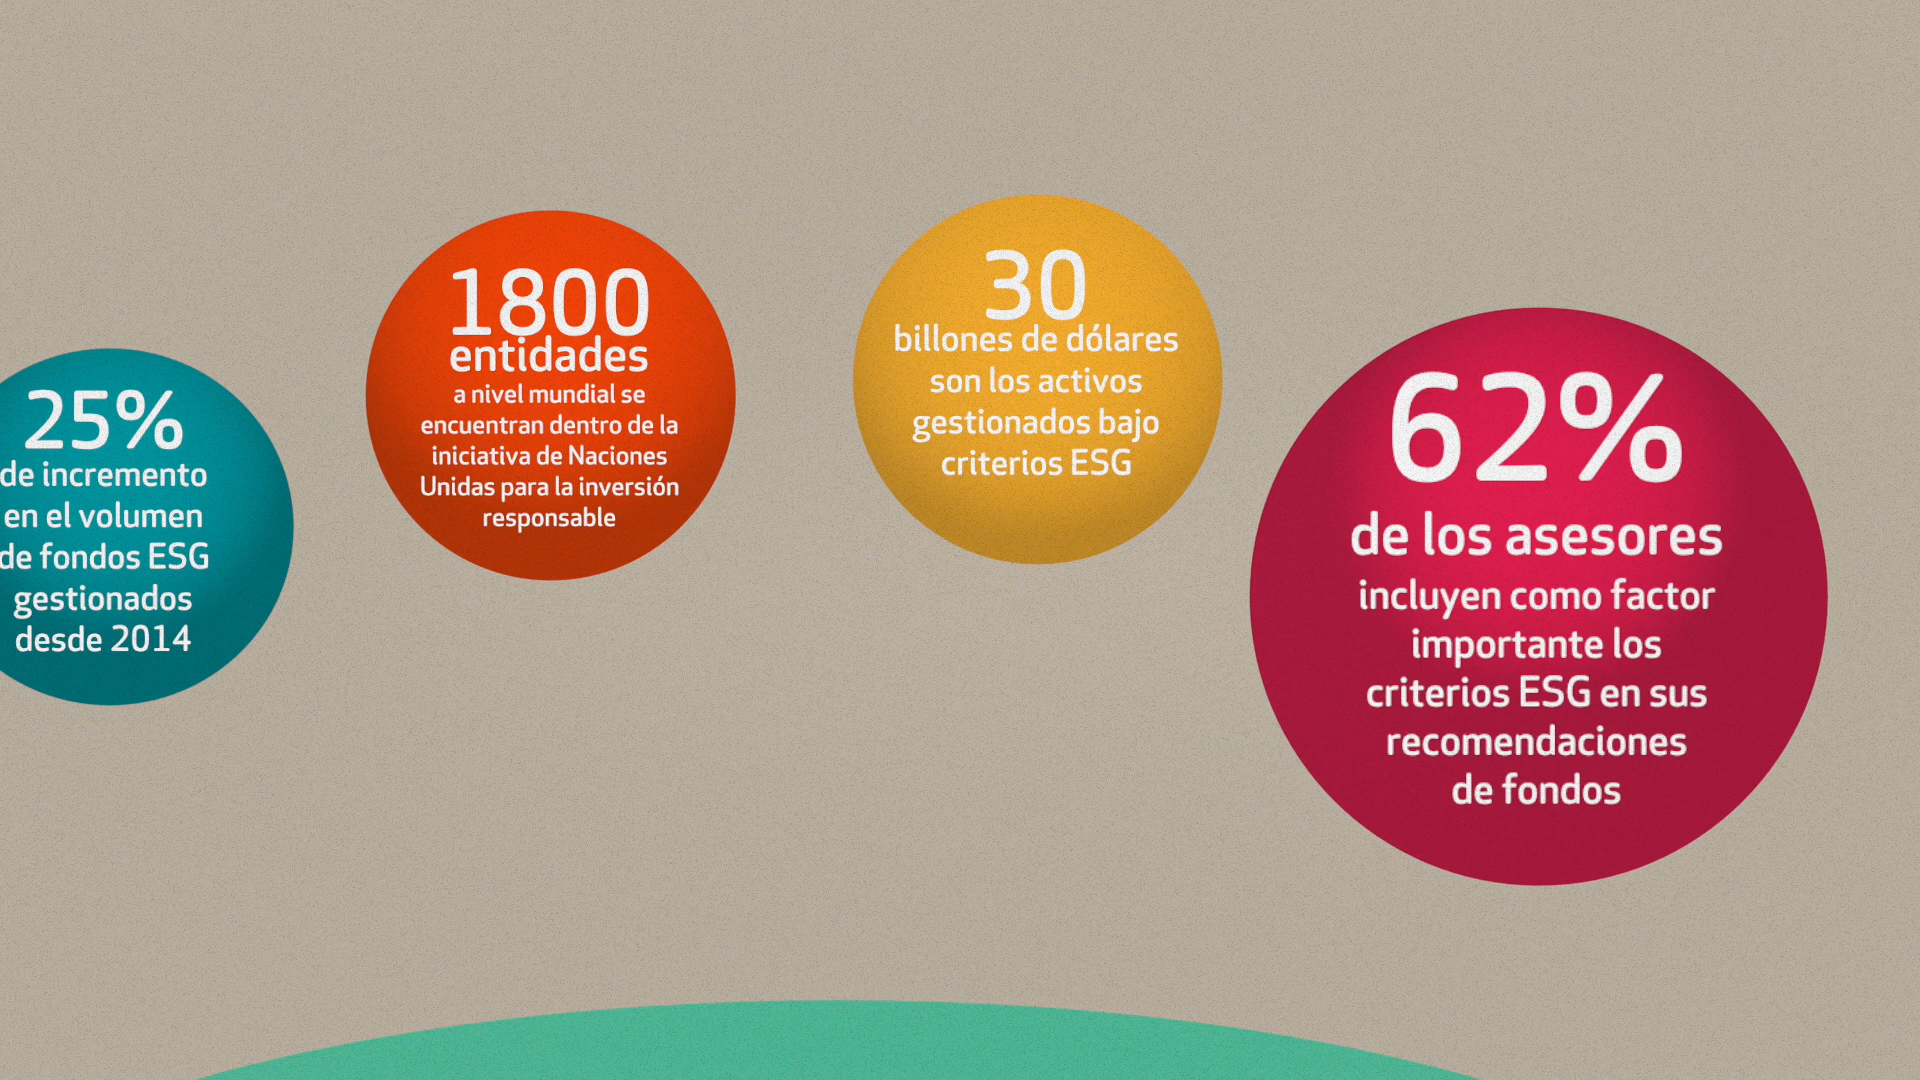 25%
de incremento
en el volumen
de fondos ESG
gestionados
desde 2014
1800
entidades
a nivel mundial se
encuentran dentro de la
iniciativa de Naciones
Unidas para la inversión
responsable
30
billones de dólares
son los activos
gestionados bajo
criterios ESG
62%
de los asesores
incluyen como factor
importante los
criterios ESG en sus
recomendaciones
de fondos